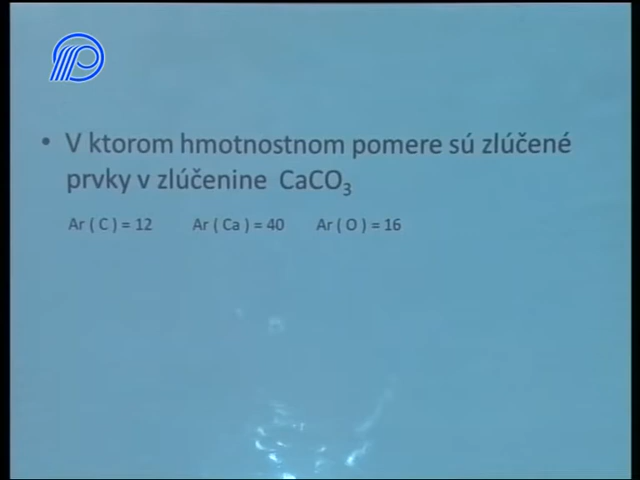 • V ktorom hmotnostnom pomere sú zlúčené
prvky v zlúčenine CaCO₃
Ar ( C ) = 12 Ar ( Ca ) = 40 Ar ( O ) = 16